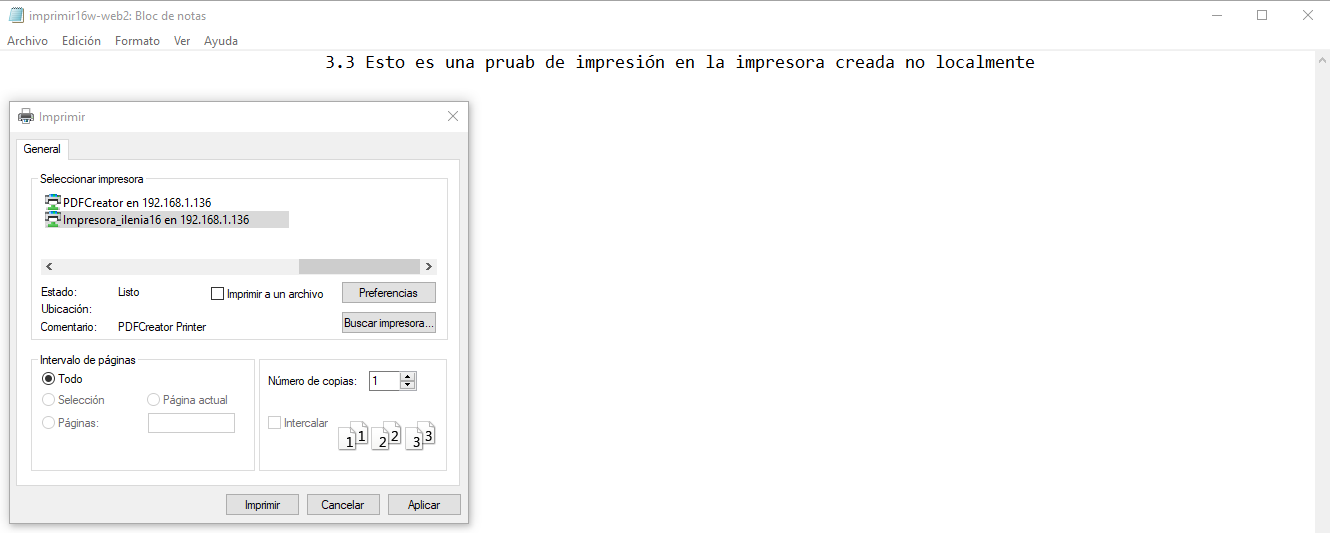 imprimir16w-web2: Bloc de notas
Archivo Edición Formato Ver Ayuda
3.3 Esto es una pruab de impresión en la impresora creada no localmente
Imprimir
General
Seleccionar impresora
PDFCreator en 192.168.1.136
Impresora_ilenia16 en 192.168.1.136
Estado: Listo
Imprimir a un archivo
Preferencias
Ubicación:
Comentario: PDFCreator Printer
Buscar impresora...
Intervalo de páginas
Todo
Selección Página actual
Páginas:
Número de copias: 1
Intercalar
1 1 2 2 3 3
Imprimir Cancelar Aplicar